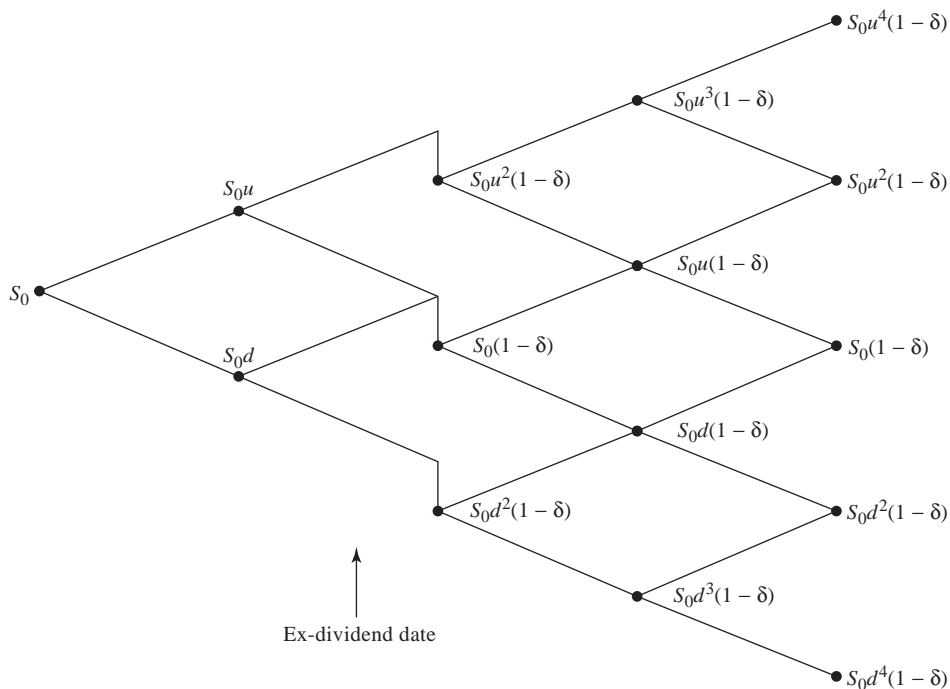 S₀u⁴(1 – δ)
S₀u³(1 – δ)
S₀u
S₀u²(1 – δ)
S₀u²(1 – δ)
S₀u(1 – δ)
S₀
S₀(1 – δ)
S₀(1 – δ)
S₀d
S₀d(1 – δ)
S₀d²(1 – δ)
S₀d²(1 – δ)
S₀d³(1 – δ)
Ex-dividend date
S₀d⁴(1 – δ)